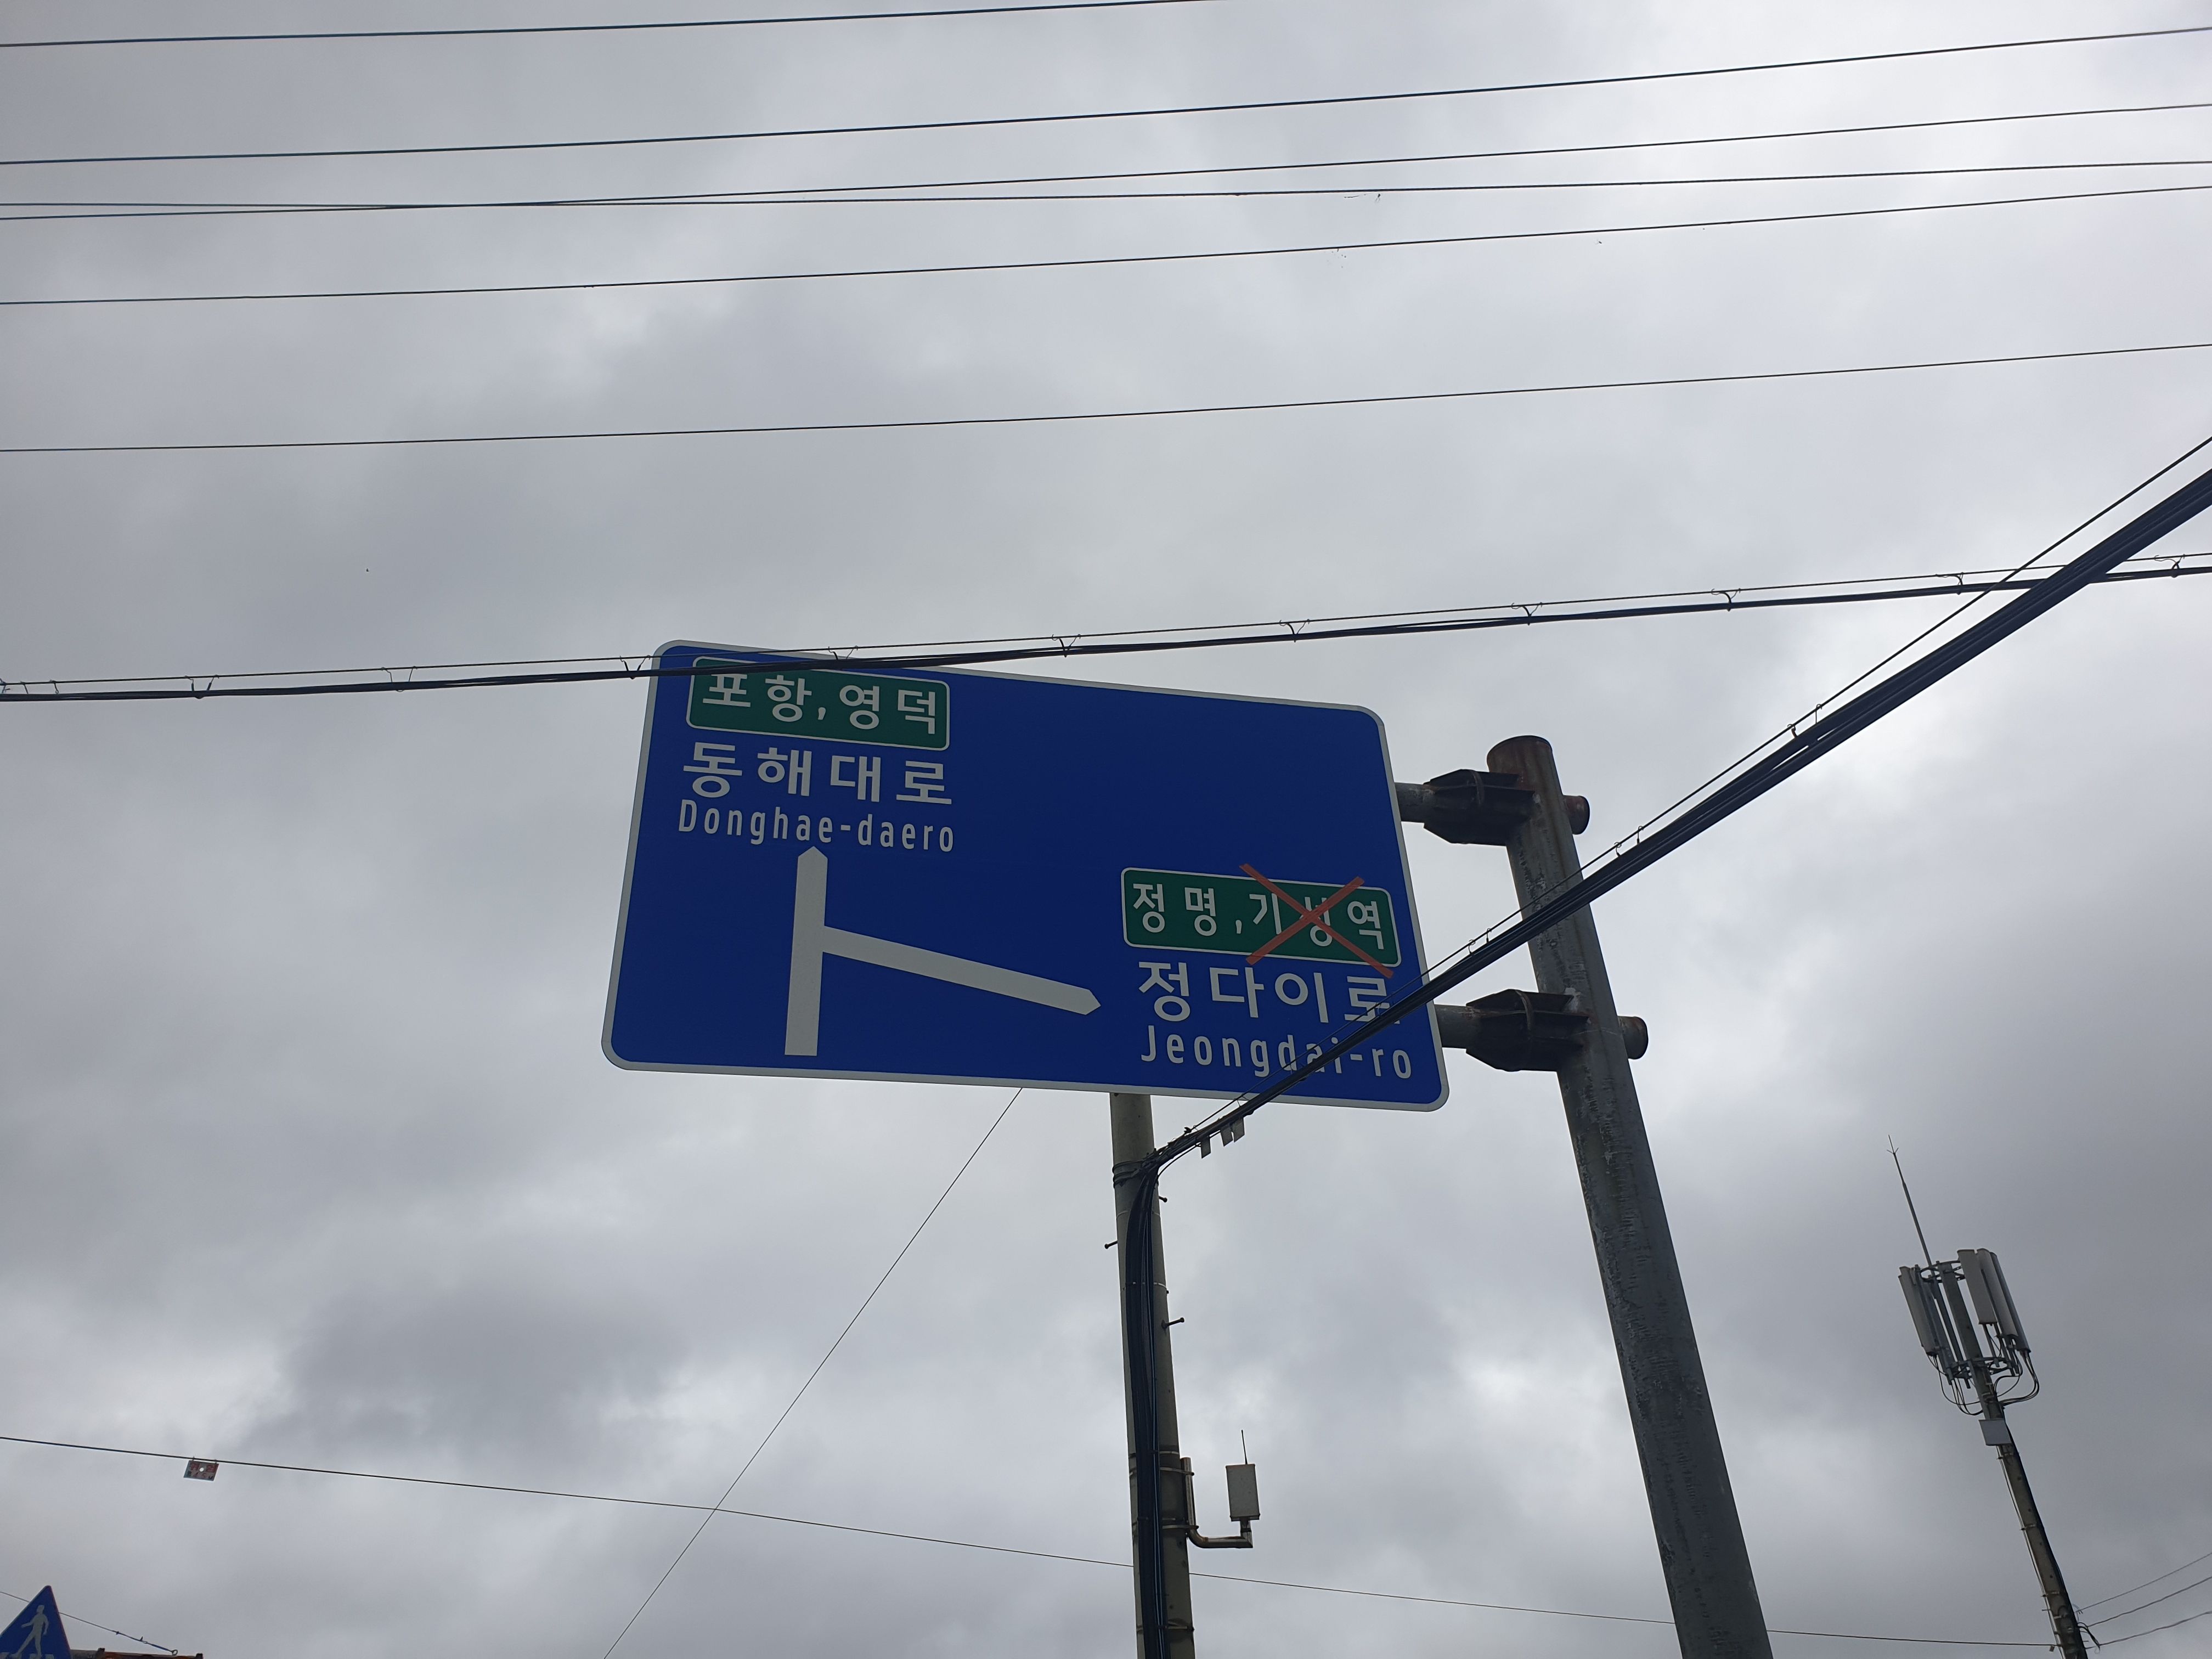 포항,영덕
동해대로
Donghae-daero
정명,기성역
정다이로
Jeongdai-ro